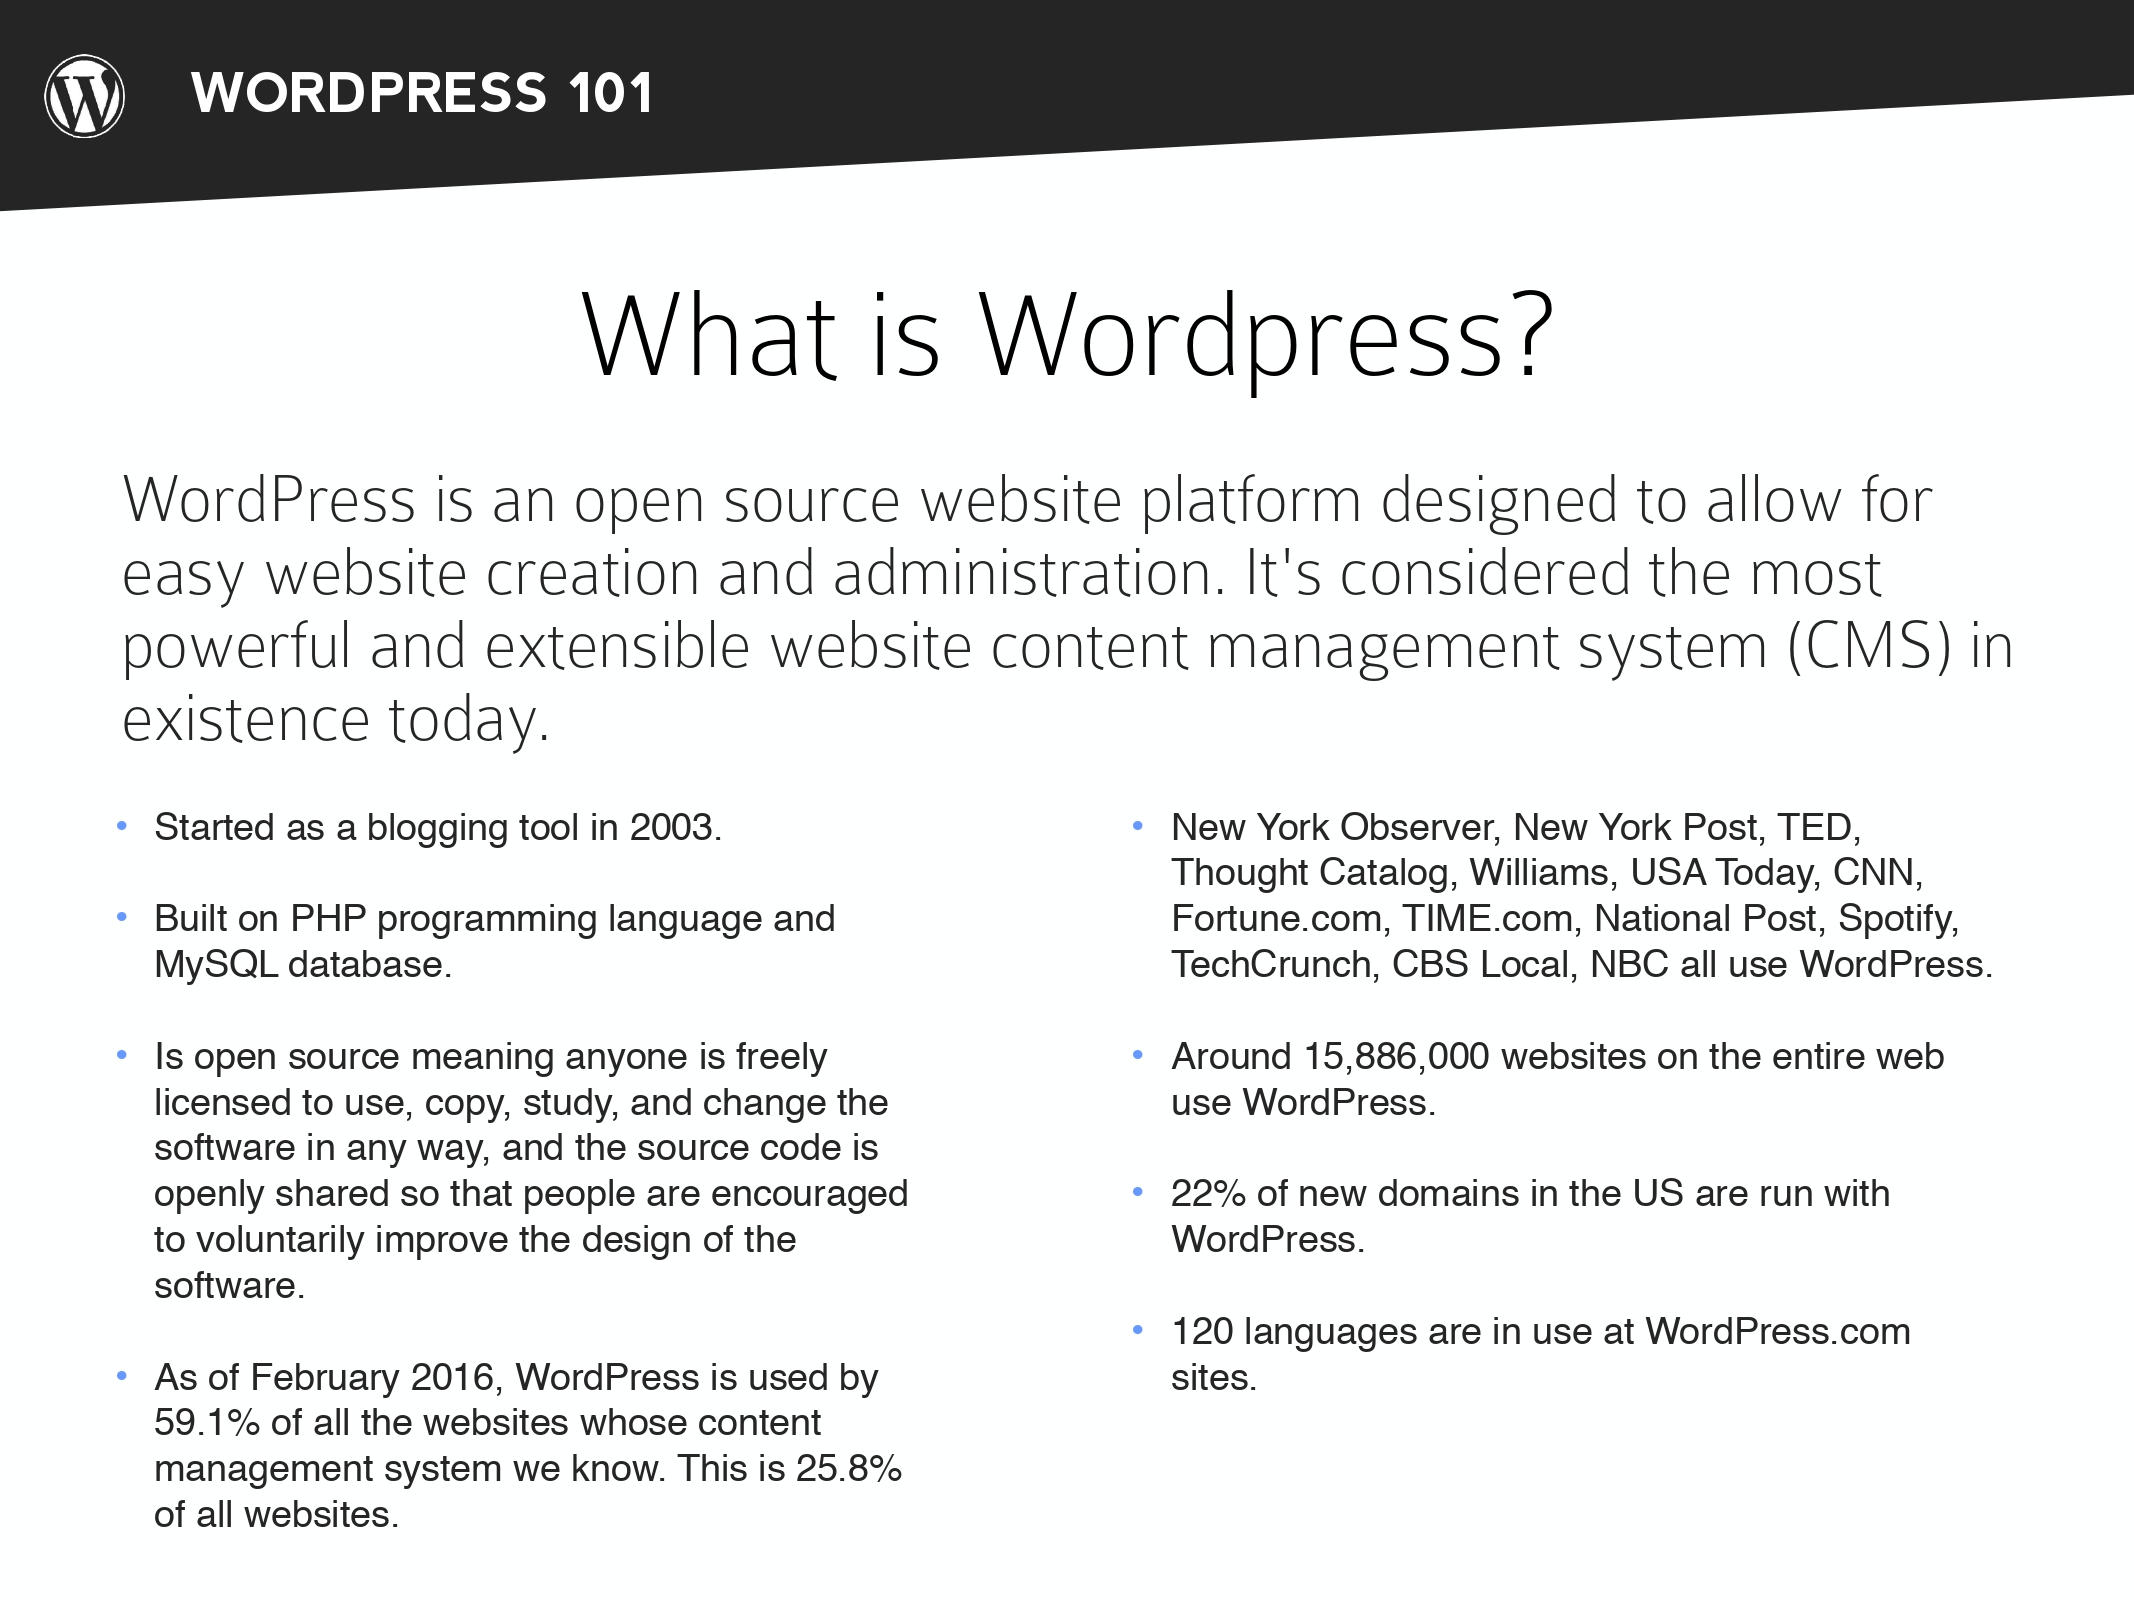 WORDPRESS 101
What is Wordpress?
WordPress is an open source website platform designed to allow for
easy website creation and administration. It's considered the most
powerful and extensible website content management system (CMS) in
existence today.
• Started as a blogging tool in 2003.
• Built on PHP programming language and
MySQL database.
• Is open source meaning anyone is freely
licensed to use, copy, study, and change the
software in any way, and the source code is
openly shared so that people are encouraged
to voluntarily improve the design of the
software.
• As of February 2016, WordPress is used by
59.1% of all the websites whose content
management system we know. This is 25.8%
of all websites.
• New York Observer, New York Post, TED,
Thought Catalog, Williams, USA Today, CNN,
Fortune.com, TIME.com, National Post, Spotify,
TechCrunch, CBS Local, NBC all use WordPress.
• Around 15,886,000 websites on the entire web
use WordPress.
• 22% of new domains in the US are run with
WordPress.
• 120 languages are in use at WordPress.com
sites.